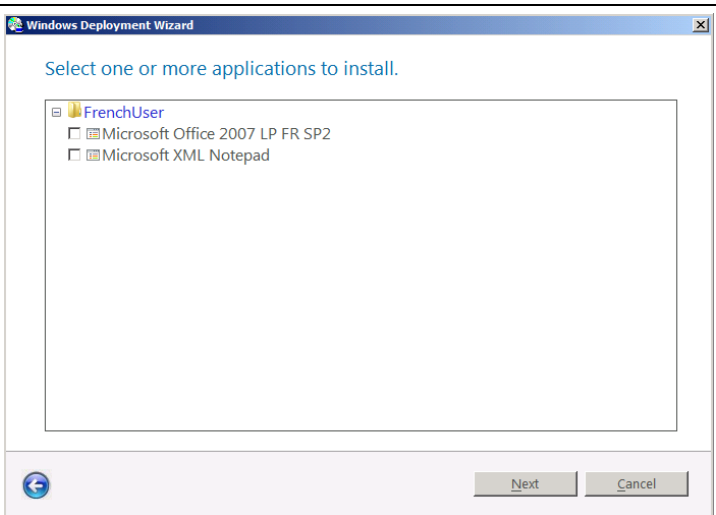 Windows Deployment Wizard
Select one or more applications to install.
FrenchUser
Microsoft Office 2007 LP FR SP2
Microsoft XML Notepad
Next Cancel